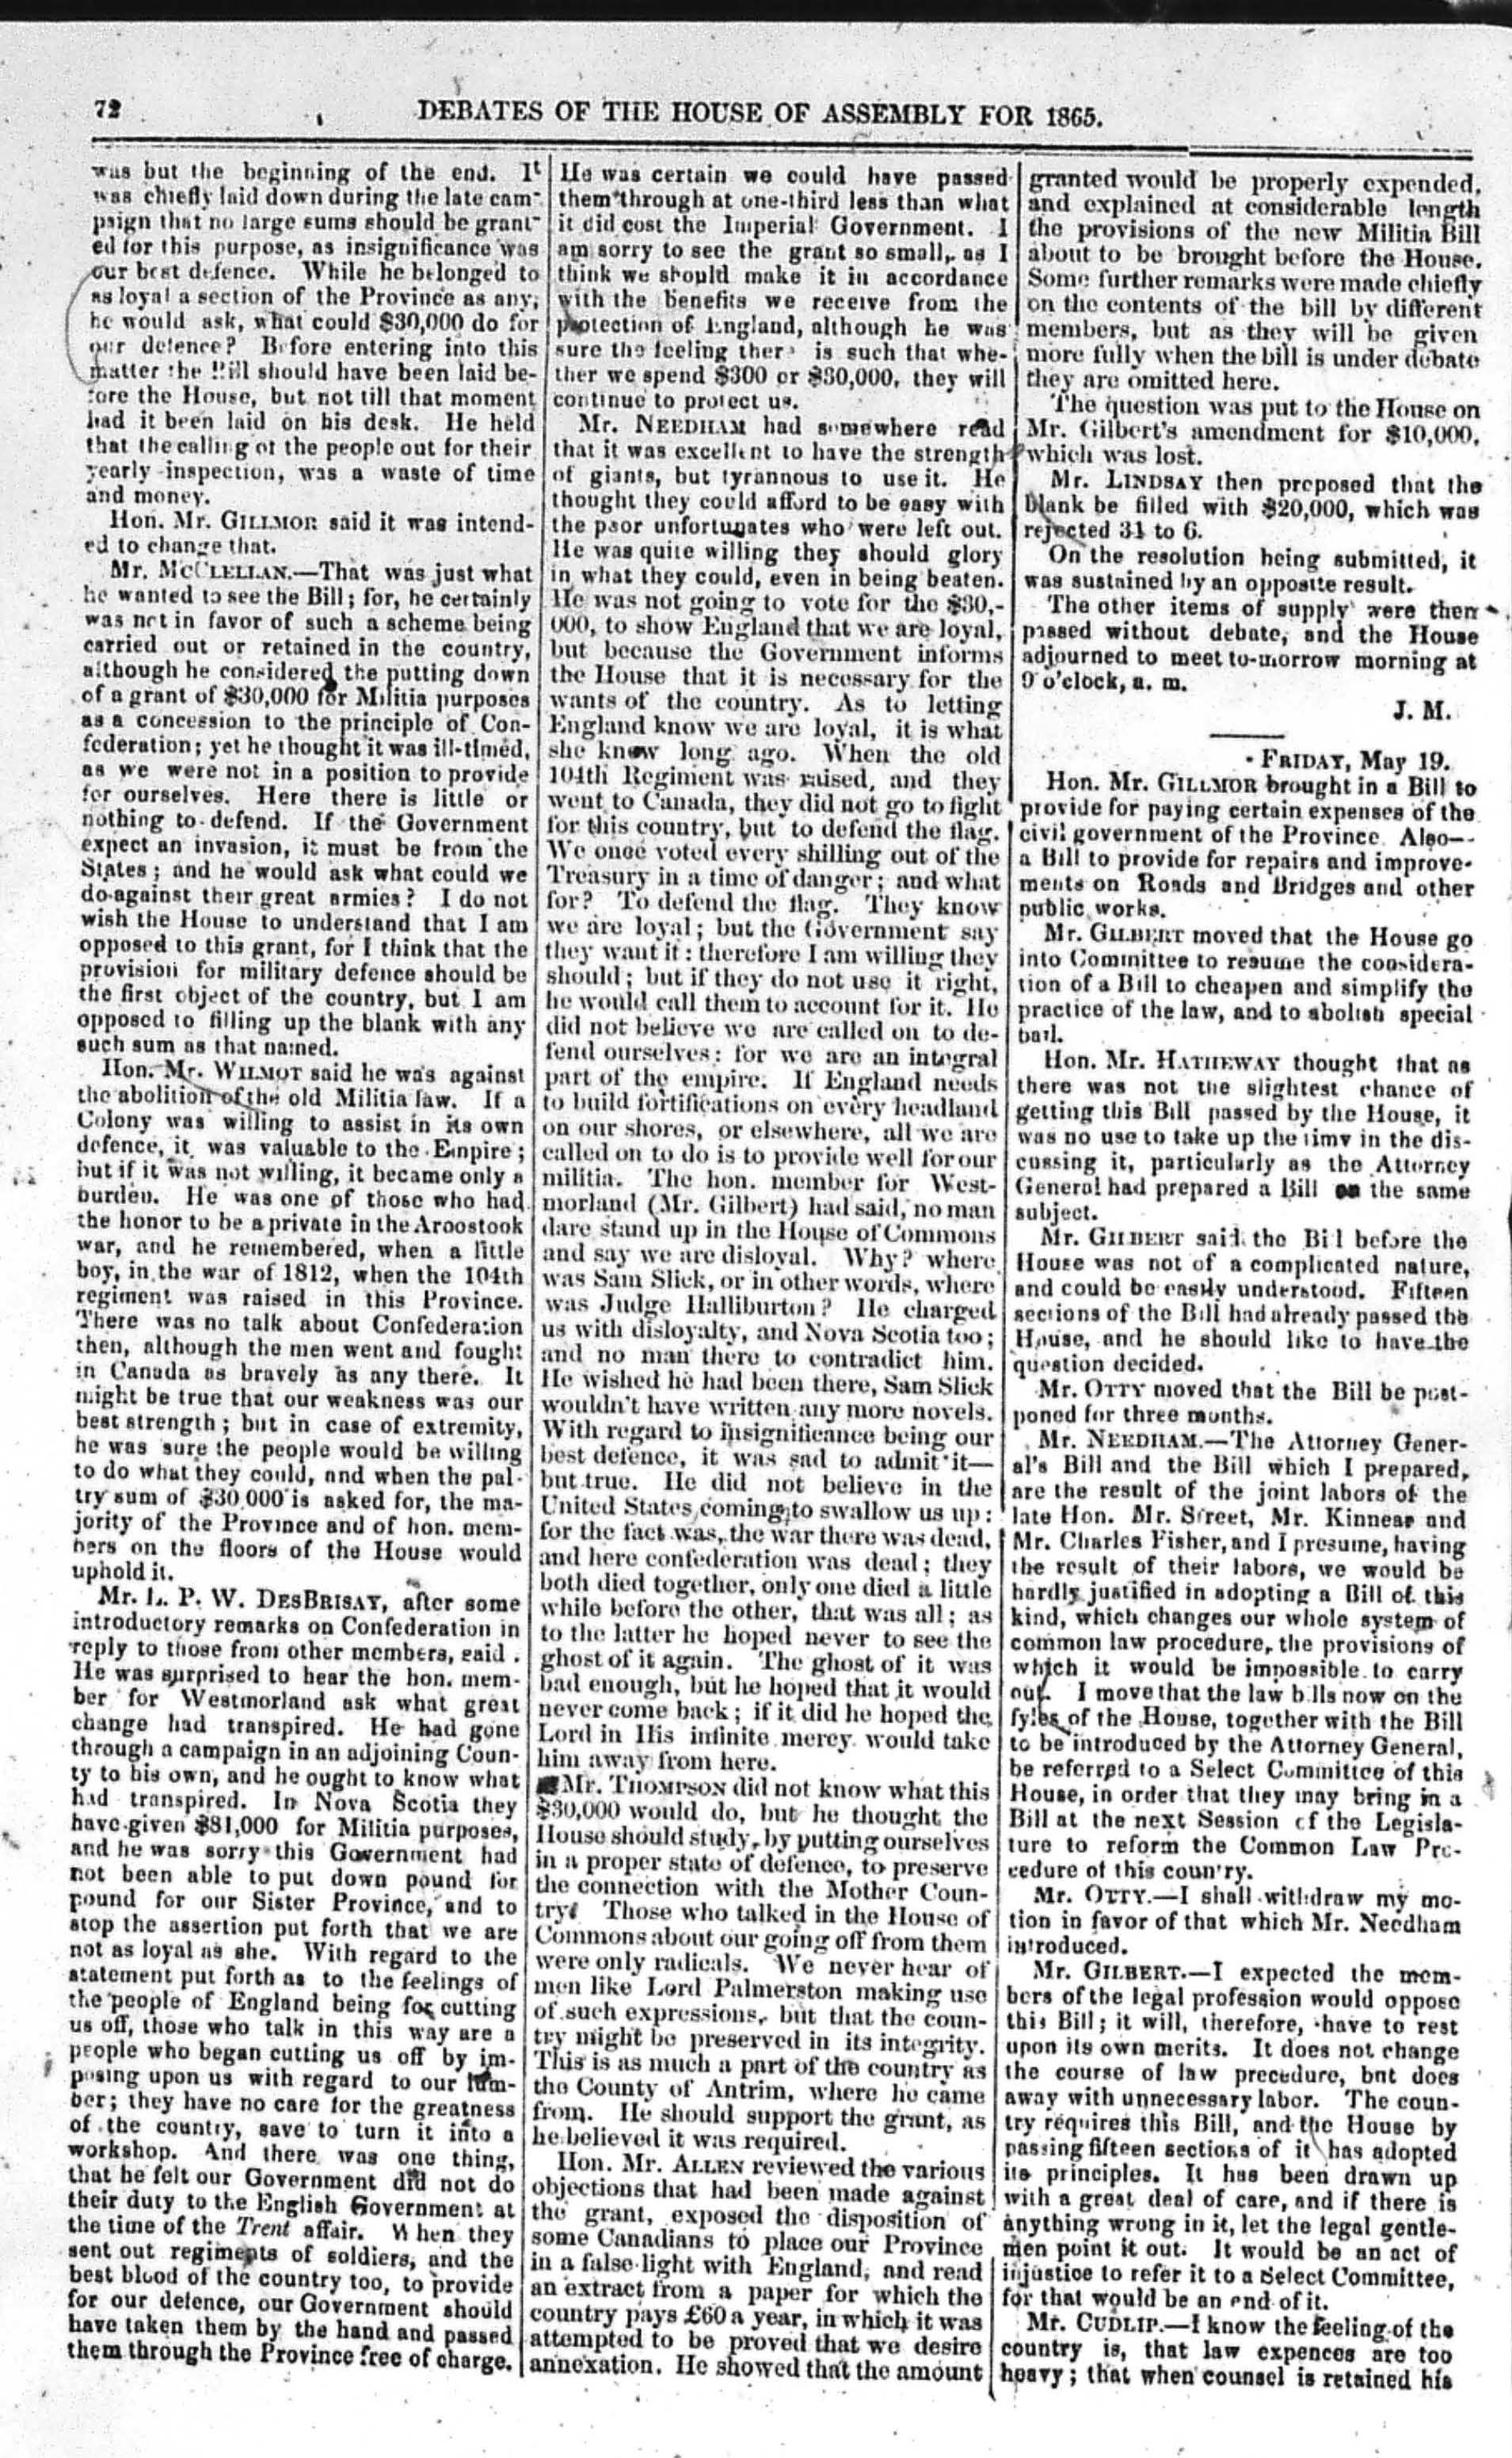 72
DEBATES OF THE HOUSE OF ASSEMBLY FOR 1865.
was but the beginning of the end. It
was chiefly laid down during the late cam-
paign that no large sums should be grant-
ed for this purpose, as insignificance was
our best defence. While he belonged to
as loyal a section of the Province as any,
he would ask, what could $30,000 do for
our defence? Before entering into this
matter the Bill should have been laid be-
fore the House, but not till that moment
had it been laid on his desk. He held
that the calling of the people out for their
yearly inspection, was a waste of time
and money.
Hon. Mr. GILLMOR said it was intend-
ed to change that.
Mr. MCCLELLAN.—That was just what
he wanted to see the Bill; for, he certainly
was not in favor of such a scheme being
carried out or retained in the country,
although he considered the putting down
of a grant of $30,000 for Militia purposes
as a concession to the principle of Con-
federation; yet he thought it was ill-timed,
as we were not in a position to provide
for ourselves. Here there is little or
nothing to defend. If the Government
expect an invasion, it must be from the
States; and he would ask what could we
do against their great armies? I do not
wish the House to understand that I am
opposed to this grant, for I think that the
provision for military defence should be
the first object of the country, but I am
opposed to filling up the blank with any
such sum as that named.
Hon. Mr. WILMOT said he was against
the abolition of the old Militia law. If a
Colony was willing to assist in its own
defence, it was valuable to the Empire;
but if it was not willing, it became only a
burden. He was one of those who had
the honor to be a private in the Aroostook
war, and he remembered, when a little
boy, in the war of 1812, when the 104th
regiment was raised in this Province.
There was no talk about Confederation
then, although the men went and fought
in Canada as bravely as any there. It
might be true that our weakness was our
best strength; but in case of extremity,
he was sure the people would be willing
to do what they could, and when the pal-
try sum of $30,000 is asked for, the ma-
jority of the Province and of hon. mem-
bers on the floors of the House would
uphold it.
Mr. L. P. W. DESBRISAY, after some
introductory remarks on Confederation in
reply to those from other members, said.
He was surprised to hear the hon. mem-
ber for Westmorland ask what great
change had transpired. He had gone
through a campaign in an adjoining Coun-
ty to his own, and he ought to know what
had transpired. In Nova Scotia they
have given $81,000 for Militia purposes,
and he was sorry this Government had
not been able to put down pound for
pound for our Sister Province, and to
stop the assertion put forth that we are
not as loyal as she. With regard to the
statement put forth as to the feelings of
the people of England being for cutting
us off, those who talk in this way are a
people who began cutting us off by im-
posing upon us with regard to our lum-
ber; they have no care for the greatness
of the country, save to turn it into a
workshop. And there was one thing,
that he felt our Government did not do
their duty to the English Government at
the time of the Trent affair. When they
sent out regiments of soldiers, and the
best blood of the country too, to provide
for our defence, our Government should
have taken them by the hand and passed
them through the Province free of charge.
He was certain we could have passed
them through at one-third less than what
it did cost the Imperial Government. I
am sorry to see the grant so small, as I
think we should make it in accordance
with the benefits we receive from the
protection of England, although he was
sure the feeling there is such that whe-
ther we spend $300 or $30,000, they will
continue to protect us.
Mr. NEEDHAM had somewhere read
that it was excellent to have the strength
of giants, but tyrannous to use it. He
thought they could afford to be easy with
the poor unfortunates who were left out.
He was quite willing they should glory
in what they could, even in being beaten.
He was not going to vote for the $30,-
000, to show England that we are loyal,
but because the Government informs
the House that it is necessary for the
wants of the country. As to letting
England know we are loyal, it is what
she knew long ago. When the old
104th Regiment was raised, and they
went to Canada, they did not go to fight
for this country, but to defend the flag.
We once voted every shilling out of the
Treasury in a time of danger; and what
for? To defend the flag. They know
we are loyal; but the Government say
they want it: therefore I am willing they
should; but if they do not use it right,
he would call them to account for it. He
did not believe we are called on to de-
fend ourselves: for we are an integral
part of the empire. If England needs
to build fortifications on every headland
on our shores, or elsewhere, all we are
called on to do is to provide well for our
militia. The hon. member for West-
morland (Mr. Gilbert) had said, no man
dare stand up in the House of Commons
and say we are disloyal. Why? where
was Sam Slick, or in other words, where
was Judge Halliburton? He charged
us with disloyalty, and Nova Scotia too;
and no man there to contradict him.
He wished he had been there, Sam Slick
wouldn't have written any more novels.
With regard to insignificance being our
best defence, it was sad to admit it—
but true. He did not believe in the
United States coming to swallow us up:
for the fact was, the war there was dead,
and here confederation was dead; they
both died together, only one died a little
while before the other, that was all; as
to the latter he hoped never to see the
ghost of it again. The ghost of it was
bad enough, but he hoped that it would
never come back; if it did he hoped the
Lord in His infinite mercy would take
him away from here.
Mr. THOMPSON did not know what this
$30,000 would do, but he thought the
House should study, by putting ourselves
in a proper state of defence, to preserve
the connection with the Mother Coun-
try. Those who talked in the House of
Commons about our going off from them
were only radicals. We never hear of
men like Lord Palmerston making use
of such expressions, but that the coun-
try might be preserved in its integrity.
This is as much a part of the country as
the County of Antrim, where he came
from. He should support the grant, as
he believed it was required.
Hon. Mr. ALLEN reviewed the various
objections that had been made against
the grant, exposed the disposition of
some Canadians to place our Province
in a false light with England, and read
an extract from a paper for which the
country pays £60 a year, in which it was
attempted to be proved that we desire
annexation. He showed that the amount
granted would be properly expended,
and explained at considerable length
the provisions of the new Militia Bill
about to be brought before the House.
Some further remarks were made chiefly
on the contents of the bill by different
members, but as they will be given
more fully when the bill is under debate
they are omitted here.
The question was put to the House on
Mr. Gilbert's amendment for $10,000,
which was lost.
Mr. LINDSAY then proposed that the
blank be filled with $20,000, which was
rejected 31 to 6.
On the resolution being submitted, it
was sustained by an opposite result.
The other items of supply were then
passed without debate, and the House
adjourned to meet to-morrow morning at
9 o'clock, a. m.
J. M.
FRIDAY, May 19.
Hon. Mr. GILLMOR brought in a Bill to
provide for paying certain expenses of the
civil government of the Province. Also—
a Bill to provide for repairs and improve-
ments on Roads and Bridges and other
public works.
Mr. GILBERT moved that the House go
into Committee to resume the considera-
tion of a Bill to cheapen and simplify the
practice of the law, and to abolish special
bail.
Hon. Mr. HATHEWAY thought that as
there was not the slightest chance of
getting this Bill passed by the House, it
was no use to take up the timv in the dis-
cussing it, particularly as the Attorney
General had prepared a Bill on the same
subject.
Mr. GILBERT said the Bill before the
House was not of a complicated nature,
and could be easily understood. Fifteen
sections of the Bill had already passed the
House, and he should like to have the
question decided.
Mr. OTTY moved that the Bill be post-
poned for three months.
Mr. NEEDHAM.—The Attorney Gener-
al's Bill and the Bill which I prepared,
are the result of the joint labors of the
late Hon. Mr. Street, Mr. Kinnear and
Mr. Charles Fisher, and I presume, having
the result of their labors, we would be
hardly justified in adopting a Bill of this
kind, which changes our whole system of
common law procedure, the provisions of
which it would be impossible to carry
out. I move that the law bills now on the
fyles of the House, together with the Bill
to be introduced by the Attorney General,
be referred to a Select Committee of this
House, in order that they may bring in a
Bill at the next Session of the Legisla-
ture to reform the Common Law Pro-
cedure of this coun'ry.
Mr. OTTY.—I shall withdraw my mo-
tion in favor of that which Mr. Needham
introduced.
Mr. GILBERT.—I expected the mem-
bers of the legal profession would oppose
this Bill; it will, therefore, have to rest
upon its own merits. It does not change
the course of law precedure, bnt does
away with unnecessary labor. The coun-
try requires this Bill, and the House by
passing fifteen sections of it has adopted
its principles. It has been drawn up
with a great deal of care, and if there is
anything wrong in it, let the legal gentle-
men point it out. It would be an act of
injustice to refer it to a Select Committee,
for that would be an end of it.
Mr. CUDLIP.—I know the feeling of the
country is, that law expences are too
heavy; that when counsel is retained his